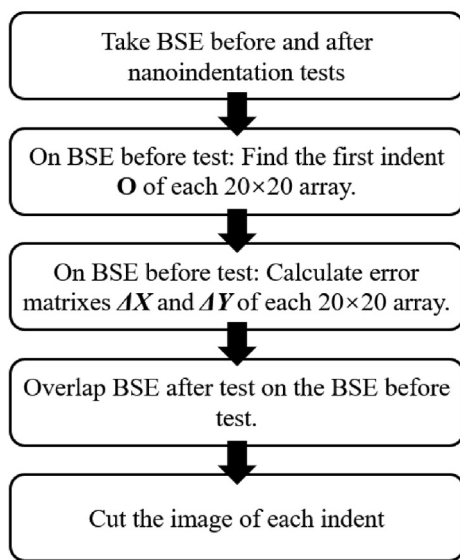 Take BSE before and after
nanoindentation tests
On BSE before test: Find the first indent
O of each 20×20 array.
On BSE before test: Calculate error
matrixes ΔX and ΔY of each 20×20 array.
Overlap BSE after test on the BSE before
test.
Cut the image of each indent